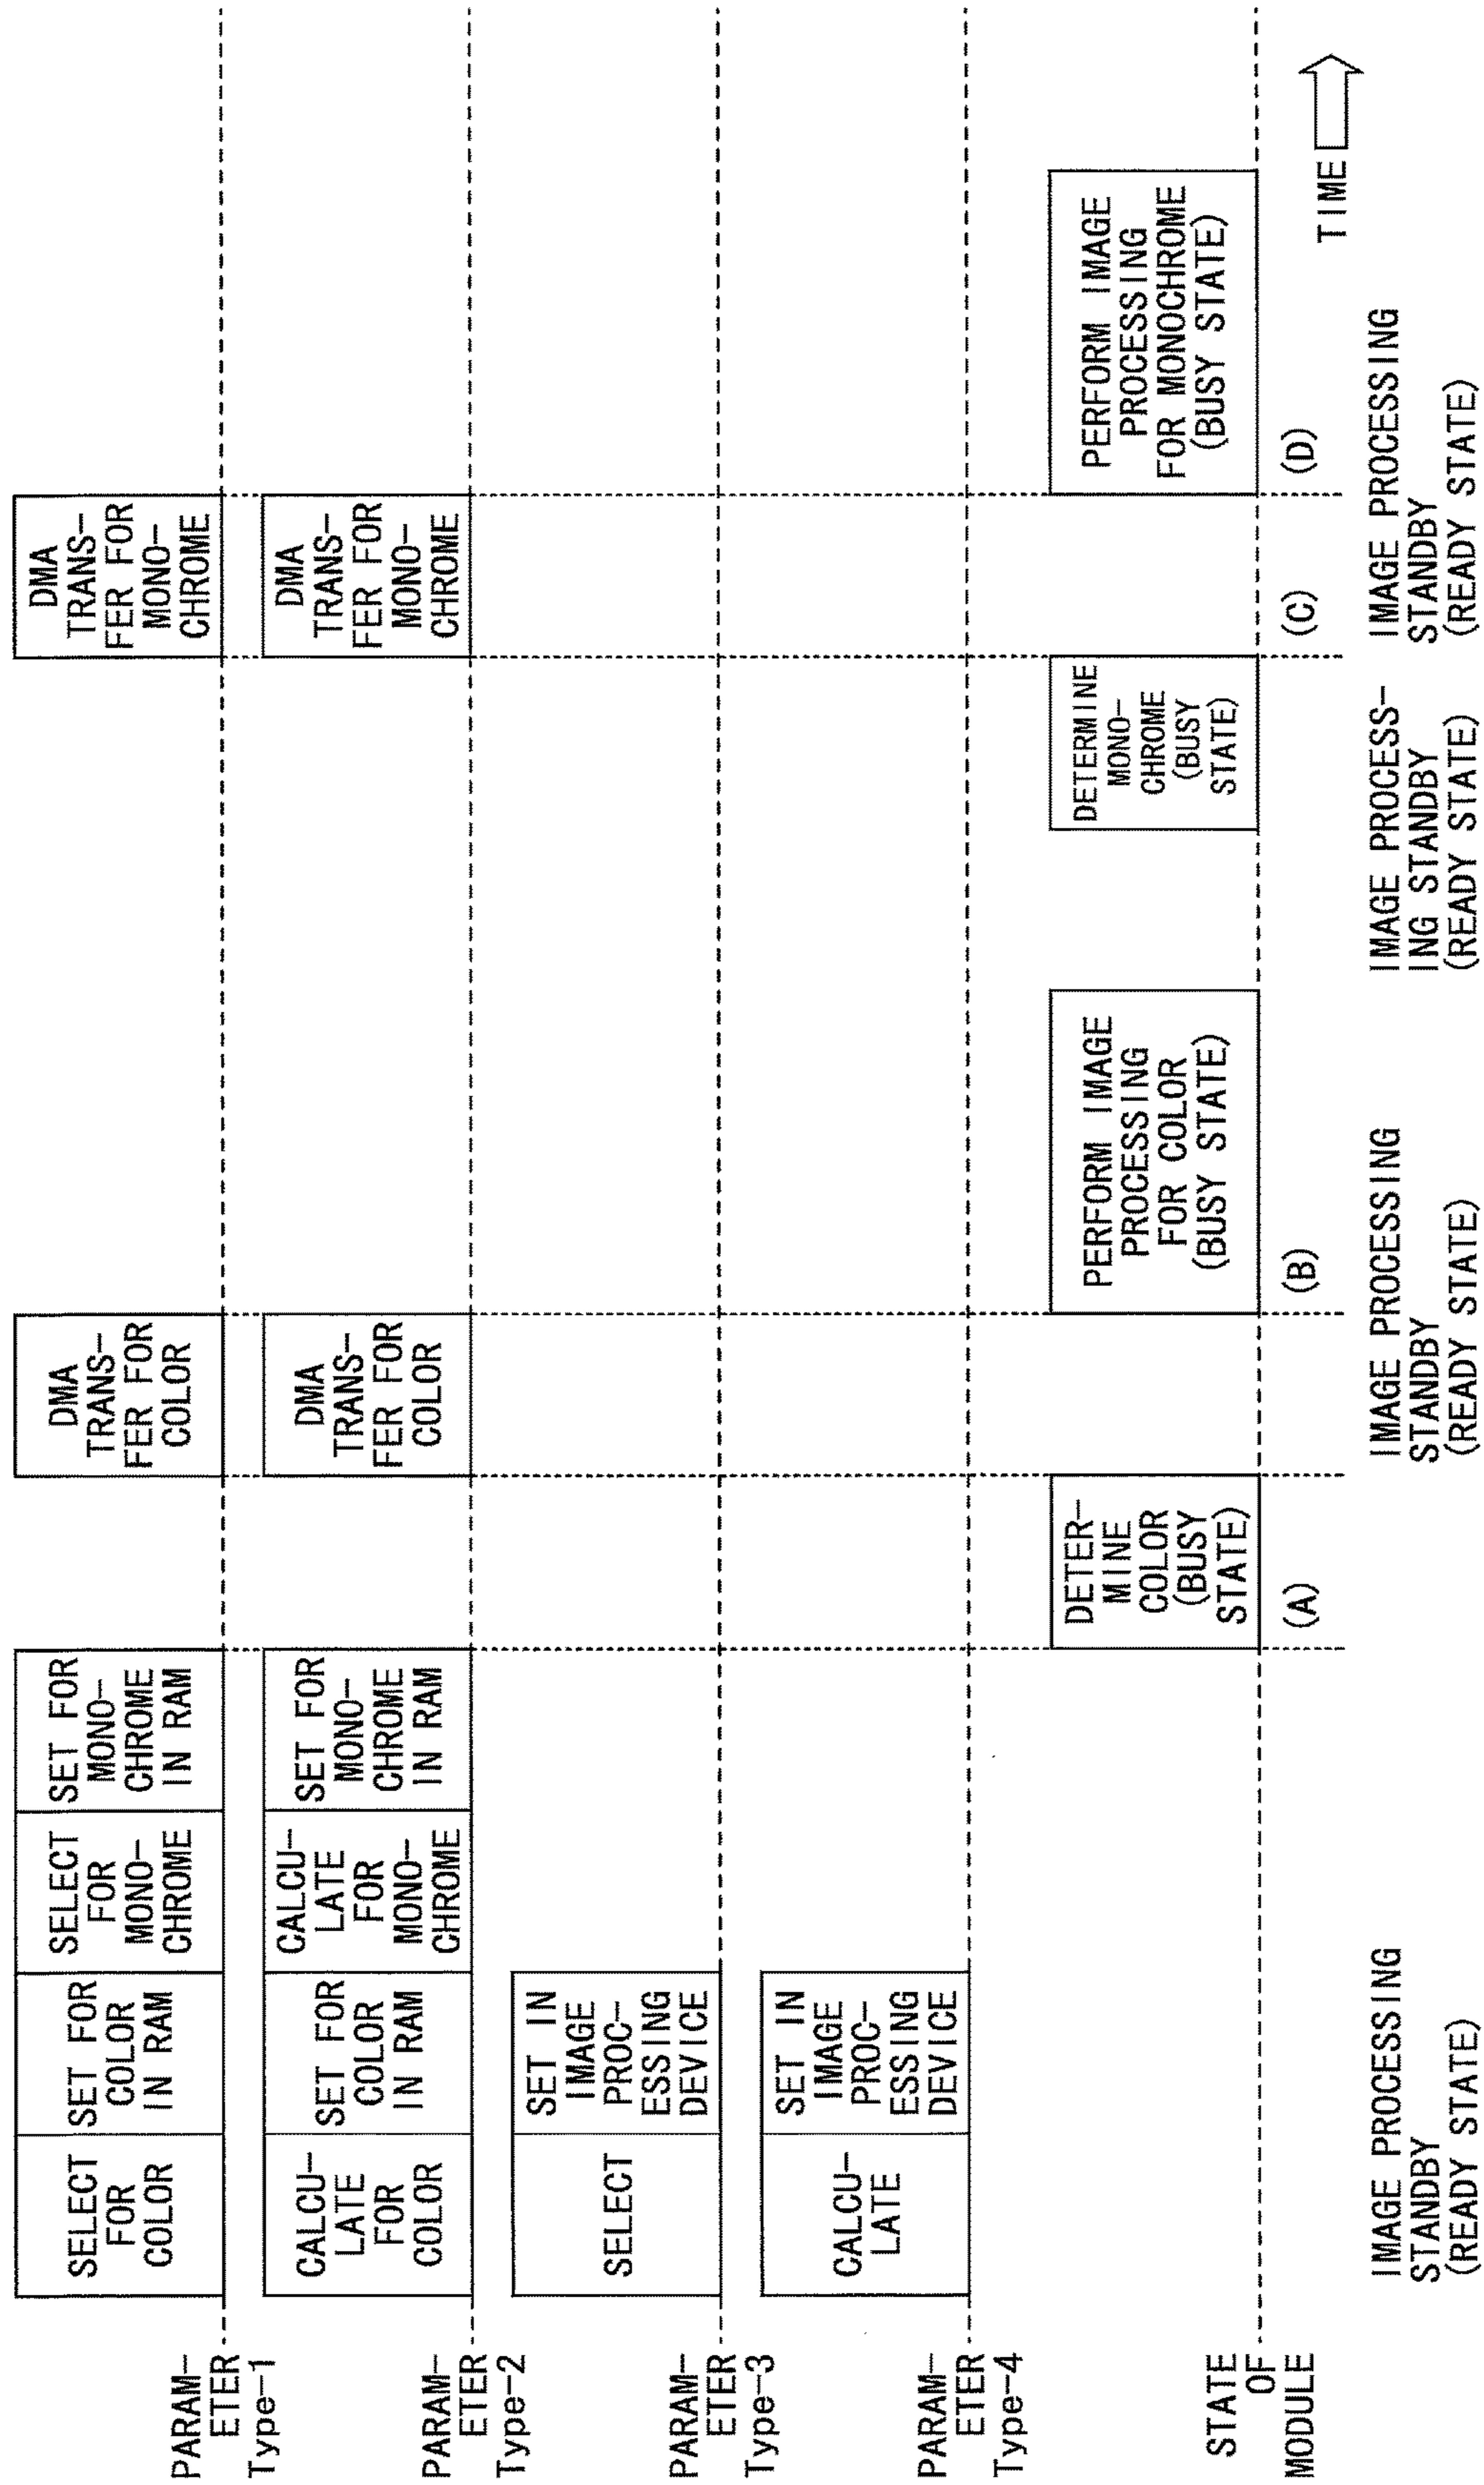 PARAM-
ETER
Type-1
SELECT
FOR
COLOR
SET FOR
COLOR
IN RAM
SELECT
FOR
MONO-
CHROME
SET FOR
MONO-
CHROME
IN RAM
DMA
TRANS-
FER FOR
COLOR
DMA
TRANS-
FER FOR
MONO-
CHROME
PARAM-
ETER
Type-2
CALCU-
LATE
FOR
COLOR
SET FOR
COLOR
IN RAM
CALCU-
LATE
FOR
MONO-
CHROME
SET FOR
MONO-
CHROME
IN RAM
DMA
TRANS-
FER FOR
COLOR
DMA
TRANS-
FER FOR
MONO-
CHROME
PARAM-
ETER
Type-3
SELECT
SET IN
IMAGE
PROC-
ESSING
DEVICE
PARAM-
ETER
Type-4
CALCU-
LATE
SET IN
IMAGE
PROC-
ESSING
DEVICE
STATE
OF
MODULE
DETER-
MINE
COLOR
(BUSY
STATE)
PERFORM IMAGE
PROCESSING
FOR COLOR
(BUSY STATE)
DETERMINE
MONO-
CHROME
(BUSY
STATE)
PERFORM IMAGE
PROCESSING
FOR MONOCHROME
(BUSY STATE)
(A)
(B)
(C)
(D)
TIME
IMAGE PROCESSING
STANDBY
(READY STATE)
IMAGE PROCESSING
STANDBY
(READY STATE)
IMAGE PROCESS-
ING STANDBY
(READY STATE)
IMAGE PROCESSING
STANDBY
(READY STATE)